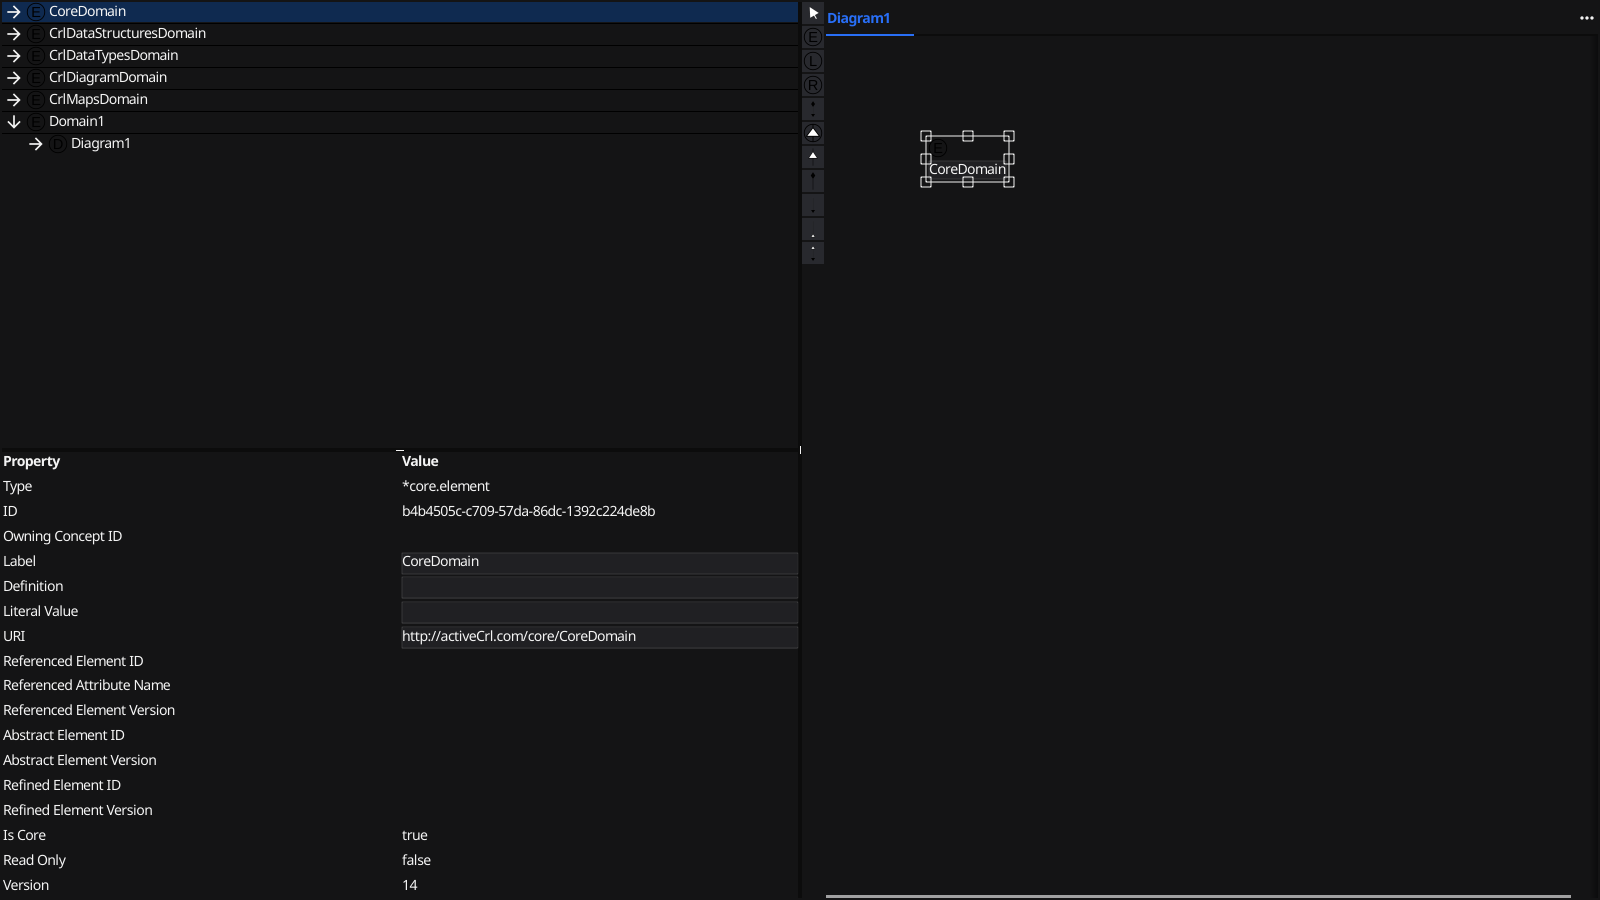 E CoreDomain
E CrlDataStructuresDomain
E CrlDataTypesDomain
E CrlDiagramDomain
E CrlMapsDomain
E Domain1
D Diagram1
Property Value
Type *core.element
ID b4b4505c-c709-57da-86dc-1392c224de8b
Owning Concept ID
Label CoreDomain
Definition
Literal Value
URI http://activeCrl.com/core/CoreDomain
Referenced Element ID
Referenced Attribute Name
Referenced Element Version
Abstract Element ID
Abstract Element Version
Refined Element ID
Refined Element Version
Is Core true
Read Only false
Version 14
E
L
R
Diagram1
E
CoreDomain